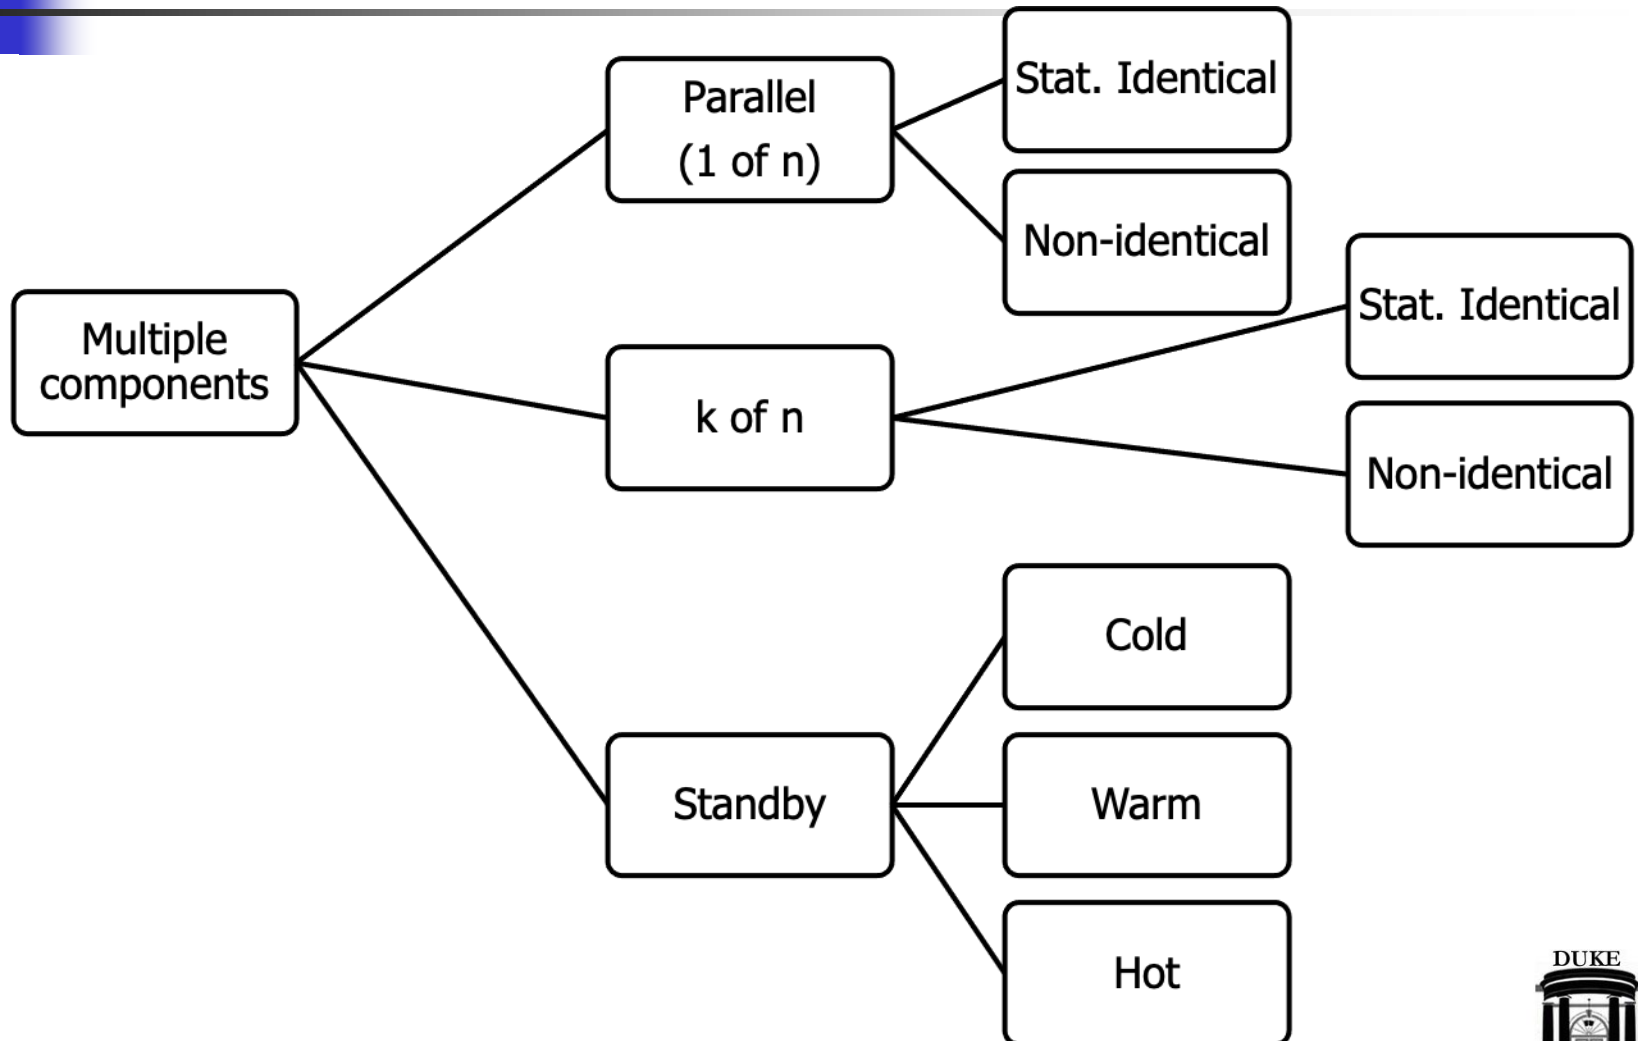 Multiple
components
Parallel
(1 of n)
Stat. Identical
Non-identical
k of n
Stat. Identical
Non-identical
Standby
Cold
Warm
Hot
DUKE